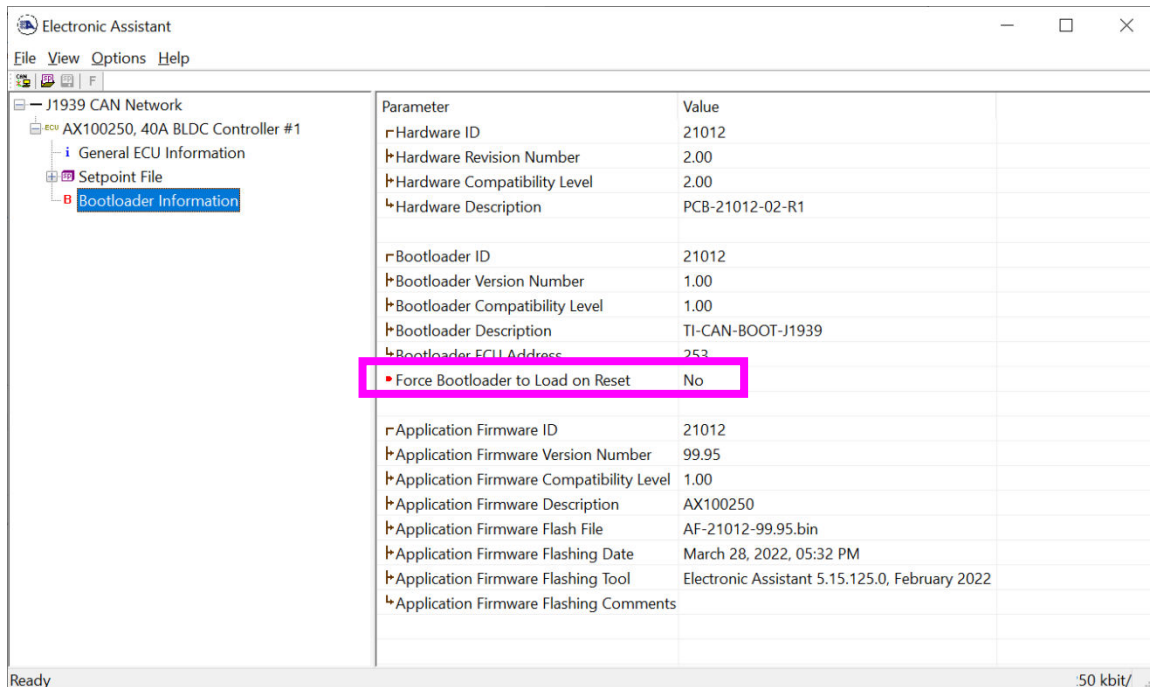 Electronic Assistant
File View Options Help
CAN
F
J1939 CAN Network
ECU AX100250, 40A BLDC Controller #1
i General ECU Information
Setpoint File
B Bootloader Information
Parameter Value
Hardware ID 21012
Hardware Revision Number 2.00
Hardware Compatibility Level 2.00
Hardware Description PCB-21012-02-R1
Bootloader ID 21012
Bootloader Version Number 1.00
Bootloader Compatibility Level 1.00
Bootloader Description TI-CAN-BOOT-J1939
Bootloader ECU Address 253
Force Bootloader to Load on Reset No
Application Firmware ID 21012
Application Firmware Version Number 99.95
Application Firmware Compatibility Level 1.00
Application Firmware Description AX100250
Application Firmware Flash File AF-21012-99.95.bin
Application Firmware Flashing Date March 28, 2022, 05:32 PM
Application Firmware Flashing Tool Electronic Assistant 5.15.125.0, February 2022
Application Firmware Flashing Comments
Ready 50 kbit/